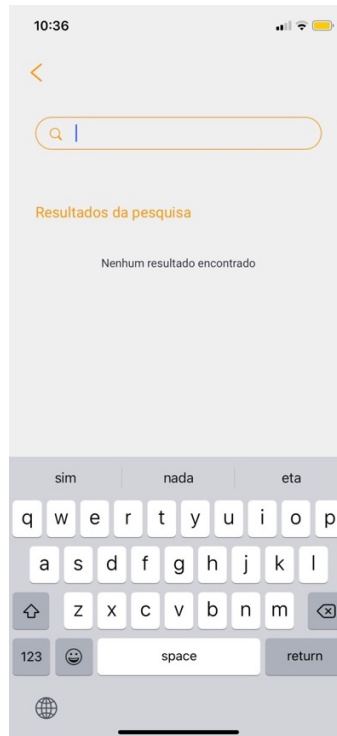 10:36
Resultados da pesquisa
Nenhum resultado encontrado
sim nada eta
q w e r t y u i o p
a s d f g h j k l
z x c v b n m
123 space return